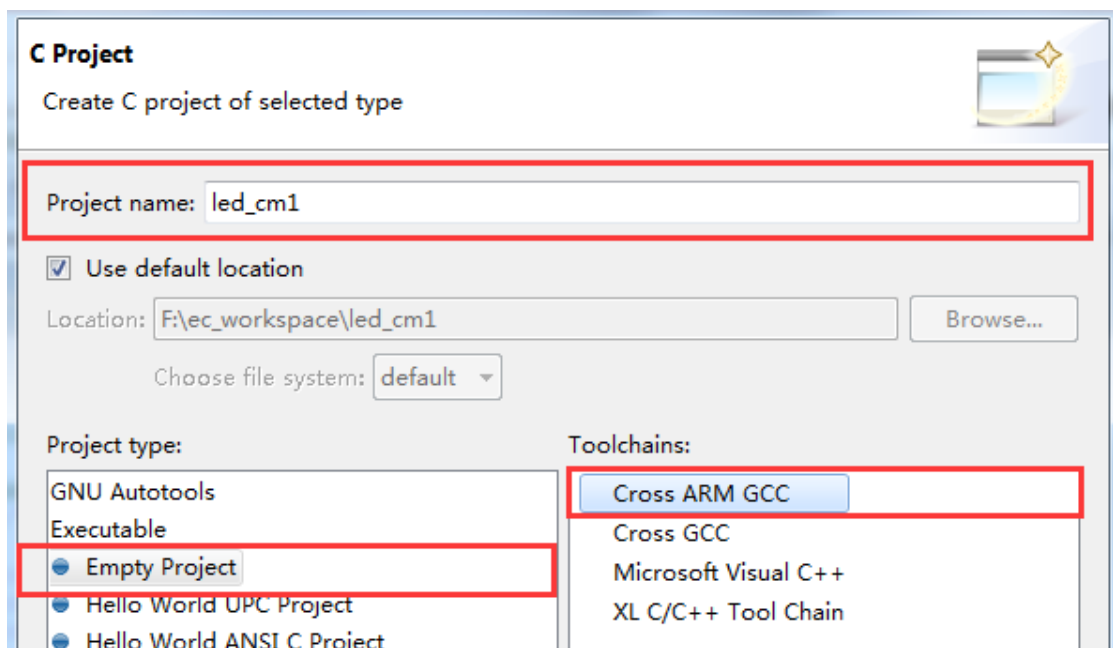 C Project
Create C project of selected type
Project name: led_cm1
Use default location
Location: F:\ec_workspace\led_cm1 Browse...
Choose file system: default
Project type:
GNU Autotools
Executable
Empty Project
Hello World UPC Project
Hello World ANSI C Project
Toolchains:
Cross ARM GCC
Cross GCC
Microsoft Visual C++
XL C/C++ Tool Chain